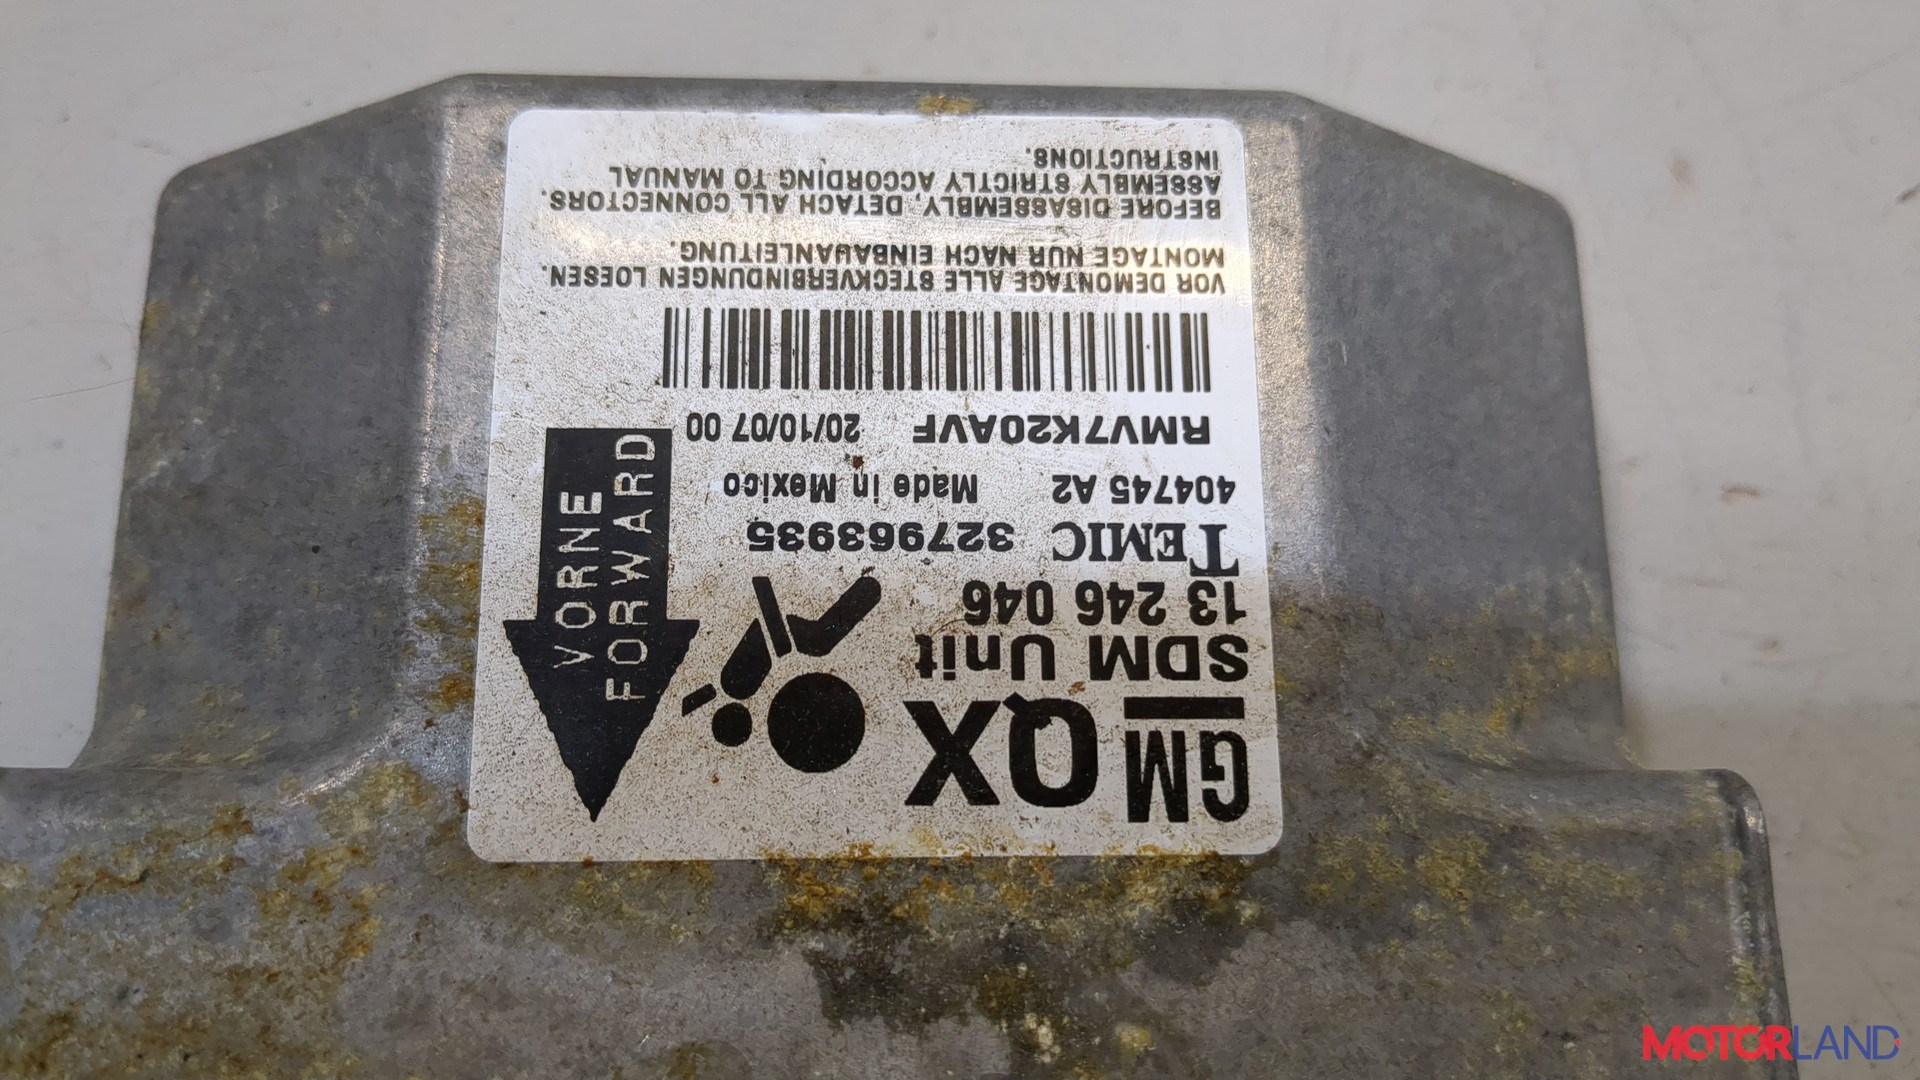 GM QX
SDM Unit
13 246 046
TEMIC 327963935
404745 A2 Made in Mexico
RMV7K20AVF 20/10/07 00
VORNE
FORWARD
VOR DEMONTAGE ALLE STECKVERBINDUNGEN LOESEN.
MONTAGE NUR NACH EINBAUANLEITUNG.
BEFORE DISASSEMBLY, DETACH ALL CONNECTORS.
ASSEMBLY STRICTLY ACCORDING TO MANUAL
INSTRUCTIONS.
MOTORLAND